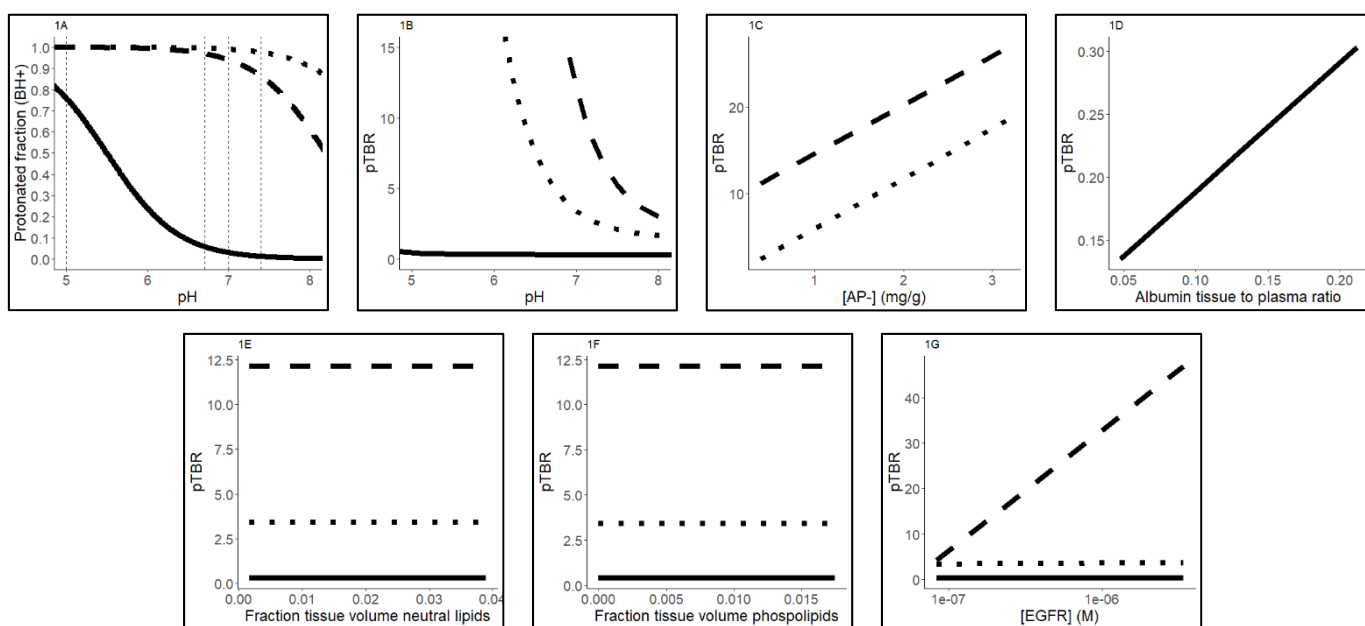 1A
Protonated fraction (BH+)
1.0
0.9
0.8
0.7
0.6
0.5
0.4
0.3
0.2
0.1
0.0
5
6
7
8
pH
1B
pTBR
15
10
5
0
5
6
7
8
pH
1C
pTBR
20
10
1
2
3
[AP-] (mg/g)
1D
pTBR
0.30
0.25
0.20
0.15
0.05
0.10
0.15
0.20
Albumin tissue to plasma ratio
1E
pTBR
12.5
10.0
7.5
5.0
2.5
0.0
0.00
0.01
0.02
0.03
0.04
Fraction tissue volume neutral lipids
1F
pTBR
12.5
10.0
7.5
5.0
2.5
0.0
0.000
0.005
0.010
0.015
Fraction tissue volume phospolipids
1G
pTBR
40
30
20
10
0
1e-07
1e-06
[EGFR] (M)